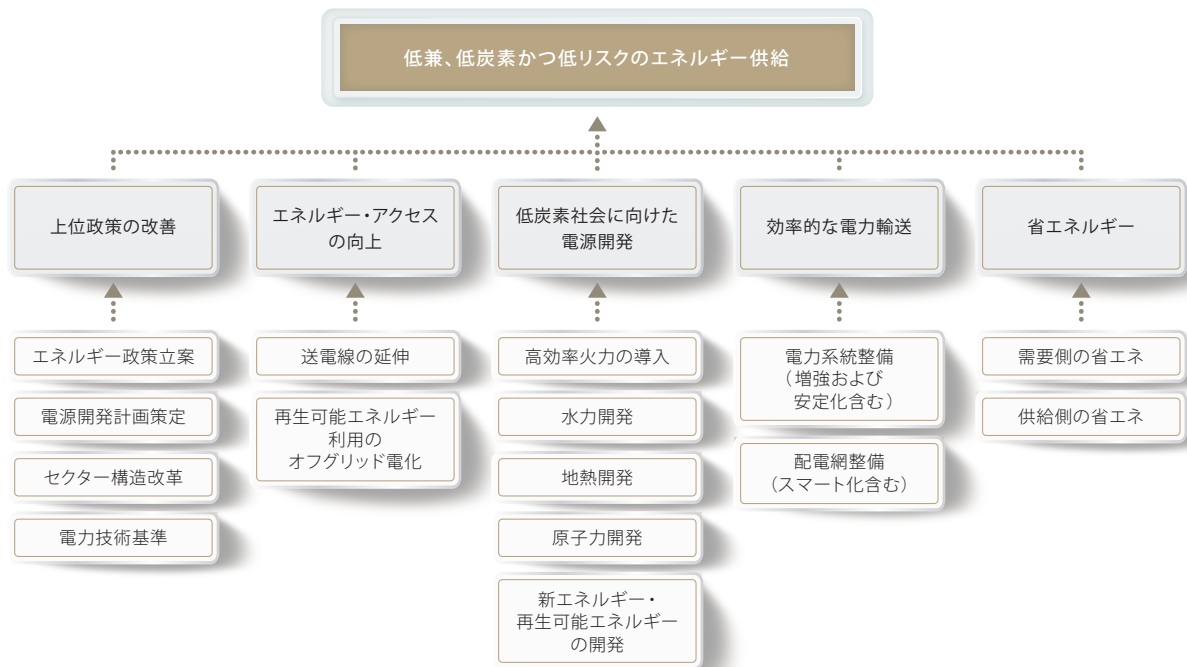 低兼、低炭素かつ低リスクのエネルギー供給
上位政策の改善
エネルギー政策立案
電源開発計画策定
セクター構造改革
電力技術基準
エネルギー・アクセス
の向上
送電線の延伸
再生可能エネルギー
利用の
オフグリッド電化
低炭素社会に向けた
電源開発
高効率火力の導入
水力開発
地熱開発
原子力開発
新エネルギー・
再生可能エネルギー
の開発
効率的な電力輸送
電力系統整備
（増強および
安定化含む）
配電網整備
（スマート化含む）
省エネルギー
需要側の省エネ
供給側の省エネ